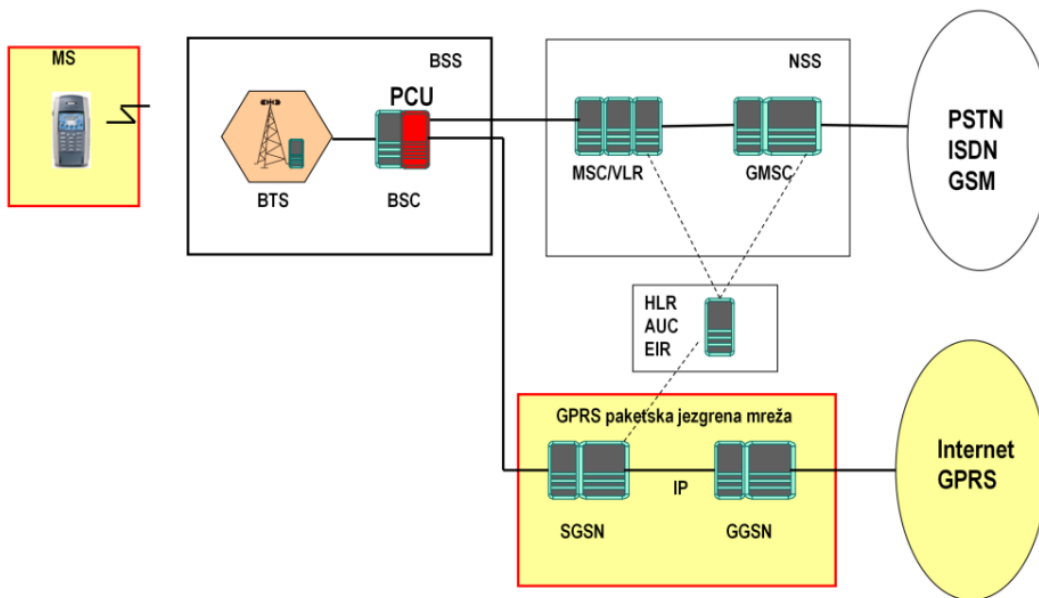 MS
BSS
PCU
BTS
BSC
NSS
MSC/VLR
GMSC
PSTN
ISDN
GSM
HLR
AUC
EIR
GPRS paketska jezgrena mreža
IP
SGSN
GGSN
Internet
GPRS